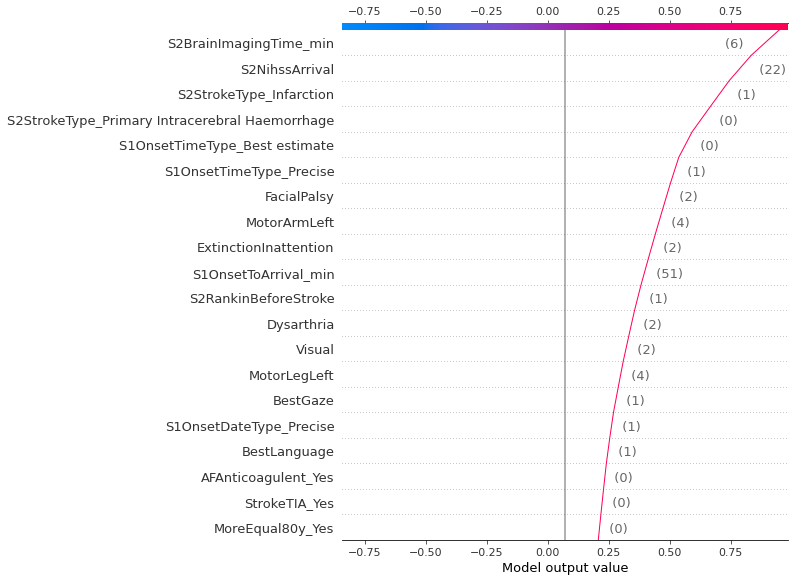 −0.75 −0.50 −0.25 0.00 0.25 0.50 0.75
S2BrainImagingTime_min (6)
S2NihssArrival (22)
S2StrokeType_Infarction (1)
S2StrokeType_Primary Intracerebral Haemorrhage (0)
S1OnsetTimeType_Best estimate (0)
S1OnsetTimeType_Precise (1)
FacialPalsy (2)
MotorArmLeft (4)
ExtinctionInattention (2)
S1OnsetToArrival_min (51)
S2RankinBeforeStroke (1)
Dysarthria (2)
Visual (2)
MotorLegLeft (4)
BestGaze (1)
S1OnsetDateType_Precise (1)
BestLanguage (1)
AFAnticoagulent_Yes (0)
StrokeTIA_Yes (0)
MoreEqual80y_Yes (0)
−0.75 −0.50 −0.25 0.00 0.25 0.50 0.75
Model output value